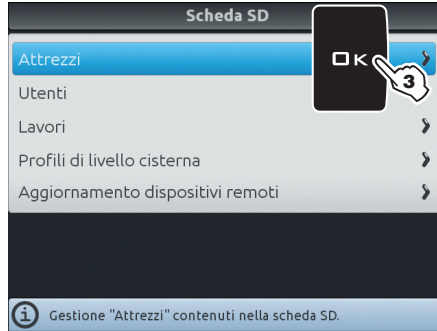 Scheda SD
Attrezzi
OK
3
Utenti
Lavori
Profili di livello cisterna
Aggiornamento dispositivi remoti
i Gestione "Attrezzi" contenuti nella scheda SD.